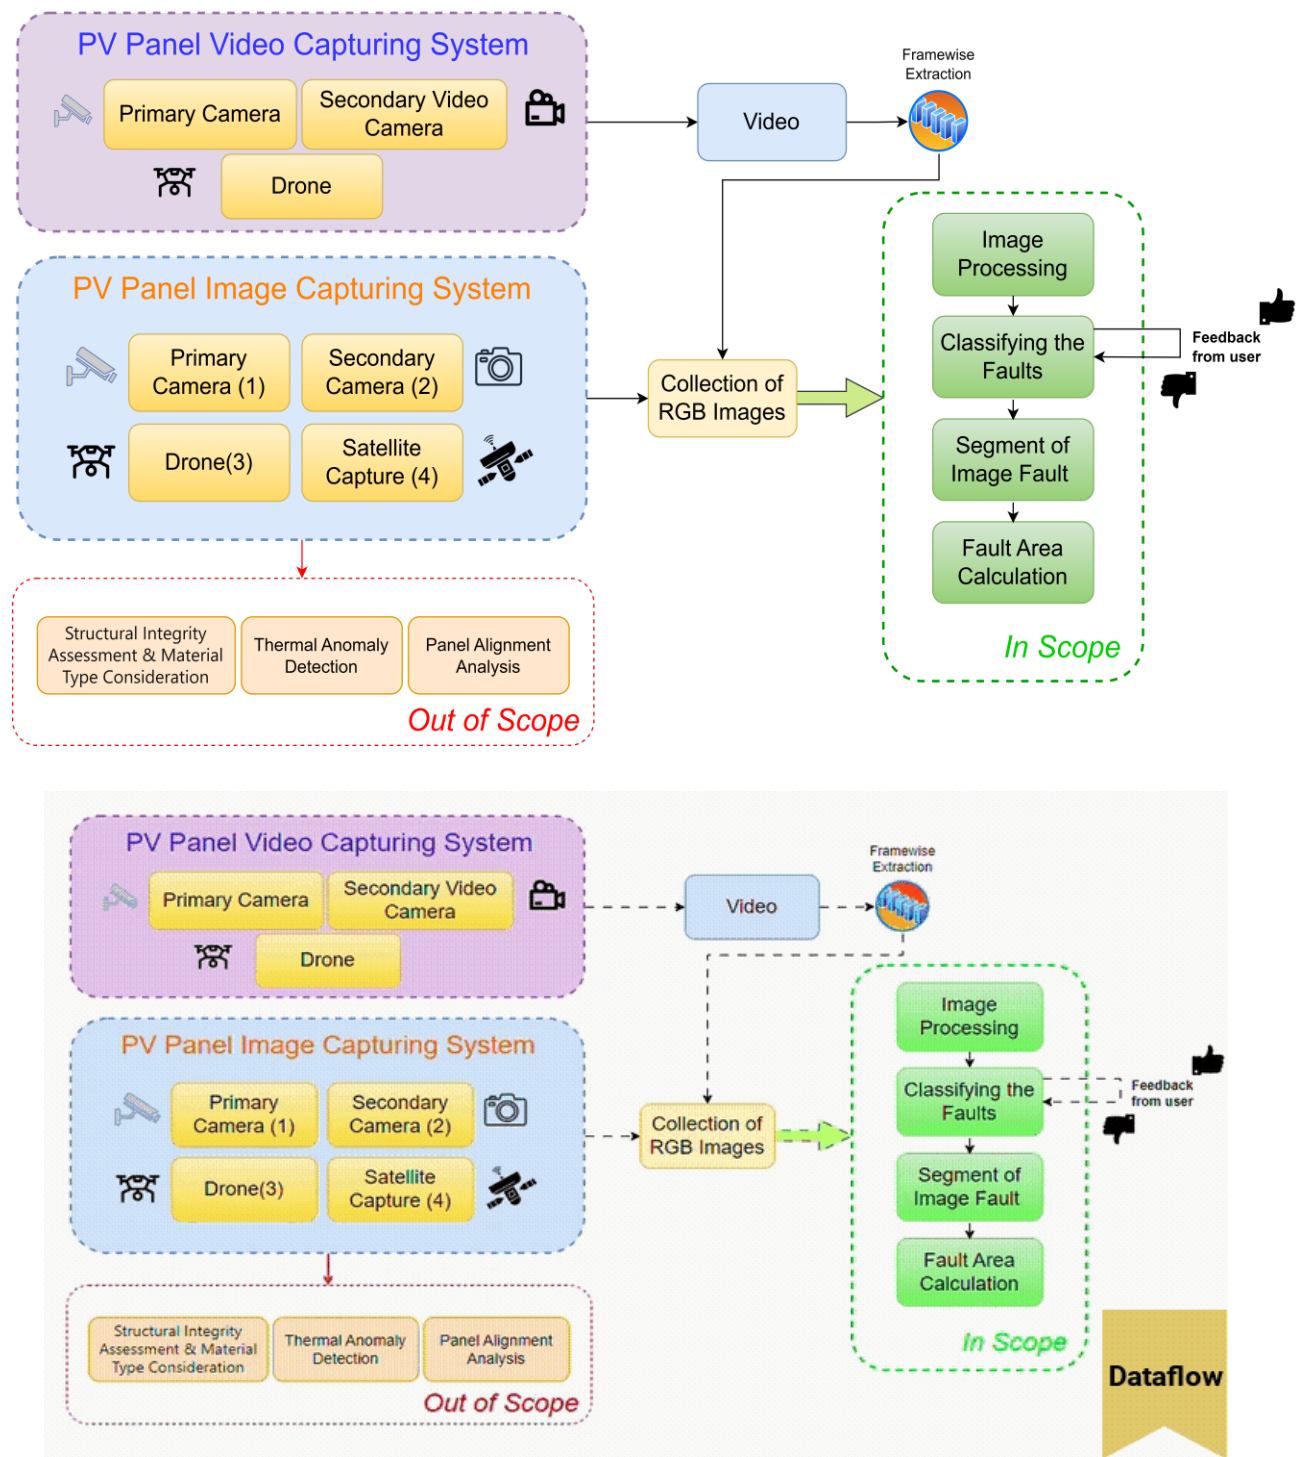 PV Panel Video Capturing System
Primary Camera
Secondary Video
Camera
Drone
Video
Framewise
Extraction
PV Panel Image Capturing System
Primary
Camera (1)
Secondary
Camera (2)
Drone(3)
Satellite
Capture (4)
Collection of
RGB Images
Image
Processing
Classifying the
Faults
Feedback
from user
Segment of
Image Fault
Fault Area
Calculation
In Scope
Structural Integrity
Assessment & Material
Type Consideration
Thermal Anomaly
Detection
Panel Alignment
Analysis
Out of Scope
PV Panel Video Capturing System
Primary Camera
Secondary Video
Camera
Drone
Video
Framewise
Extraction
PV Panel Image Capturing System
Primary
Camera (1)
Secondary
Camera (2)
Drone(3)
Satellite
Capture (4)
Collection of
RGB Images
Image
Processing
Classifying the
Faults
Feedback
from user
Segment of
Image Fault
Fault Area
Calculation
In Scope
Structural Integrity
Assessment & Material
Type Consideration
Thermal Anomaly
Detection
Panel Alignment
Analysis
Out of Scope
Dataflow